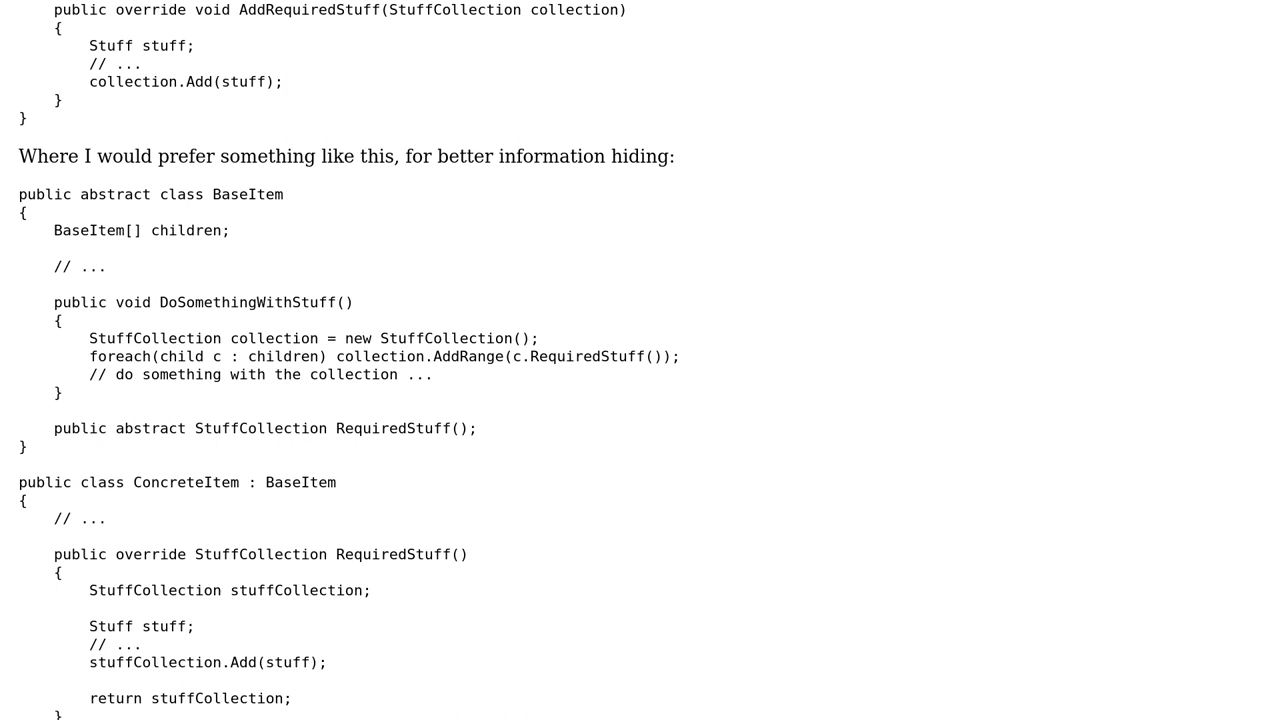 public override void AddRequiredStuff(StuffCollection collection)
    {
        Stuff stuff;
        // ...
        collection.Add(stuff);
    }
}
Where I would prefer something like this, for better information hiding:
public abstract class BaseItem
{
    BaseItem[] children;

    // ...

    public void DoSomethingWithStuff()
    {
        StuffCollection collection = new StuffCollection();
        foreach(child c : children) collection.AddRange(c.RequiredStuff());
        // do something with the collection ...
    }

    public abstract StuffCollection RequiredStuff();
}

public class ConcreteItem : BaseItem
{
    // ...

    public override StuffCollection RequiredStuff()
    {
        StuffCollection stuffCollection;

        Stuff stuff;
        // ...
        stuffCollection.Add(stuff);

        return stuffCollection;
    }